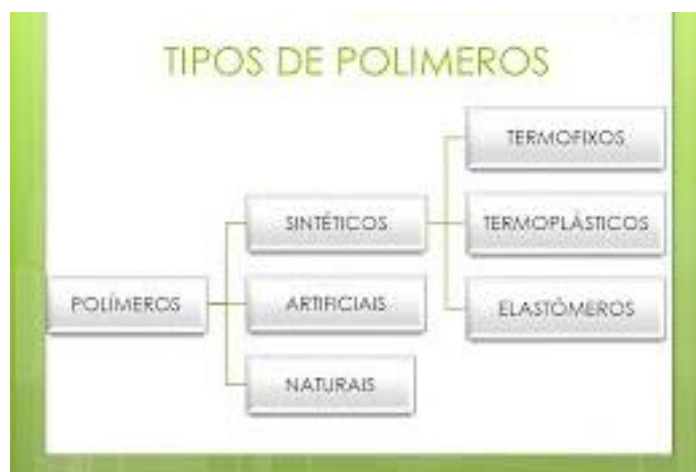 TIPOS DE POLIMEROS
TERMOFIXOS
SINTÉTICOS
TERMOPLÁSTICOS
POLÍMEROS
ARTIFICIAIS
ELASTÔMEROS
NATURAIS